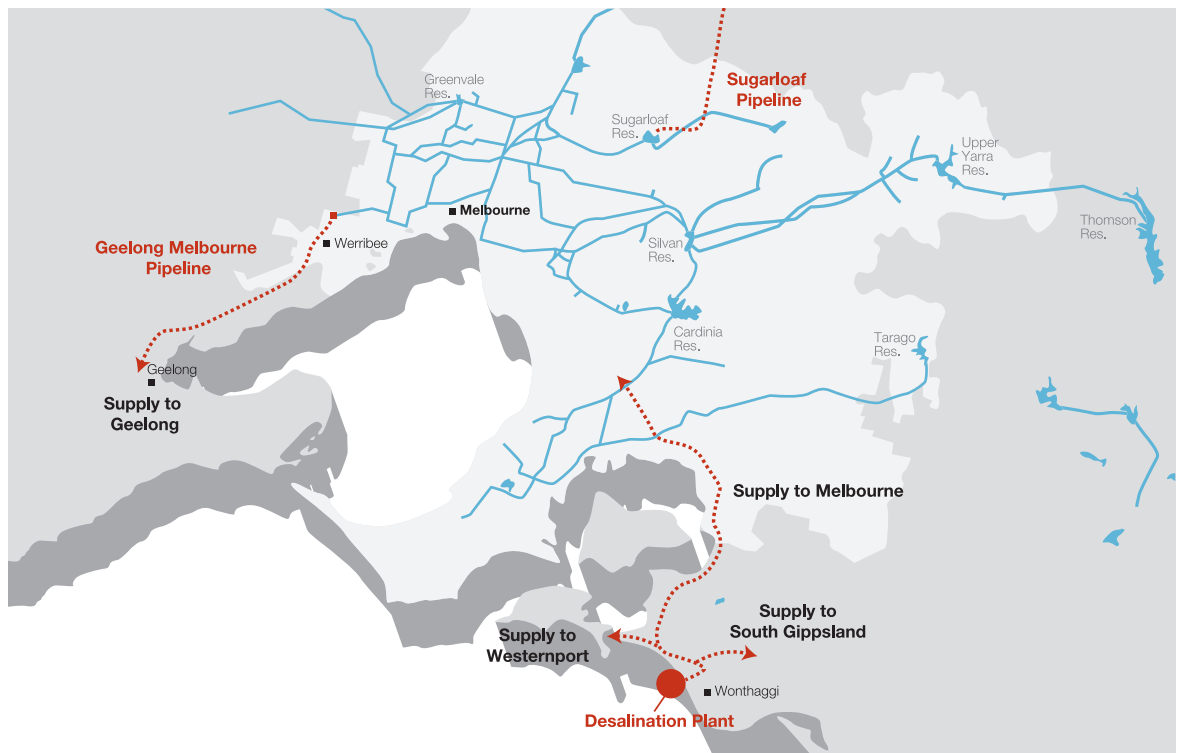 Sugarloaf
Pipeline
Greenvale
Res.
Sugarloaf
Res.
Upper
Yarra
Res.
Thomson
Res.
Melbourne
Werribee
Silvan
Res.
Geelong Melbourne
Pipeline
Cardinia
Res.
Tarago
Res.
Geelong
Supply to
Geelong
Supply to Melbourne
Supply to
South Gippsland
Supply to
Westernport
Wonthaggi
Desalination Plant